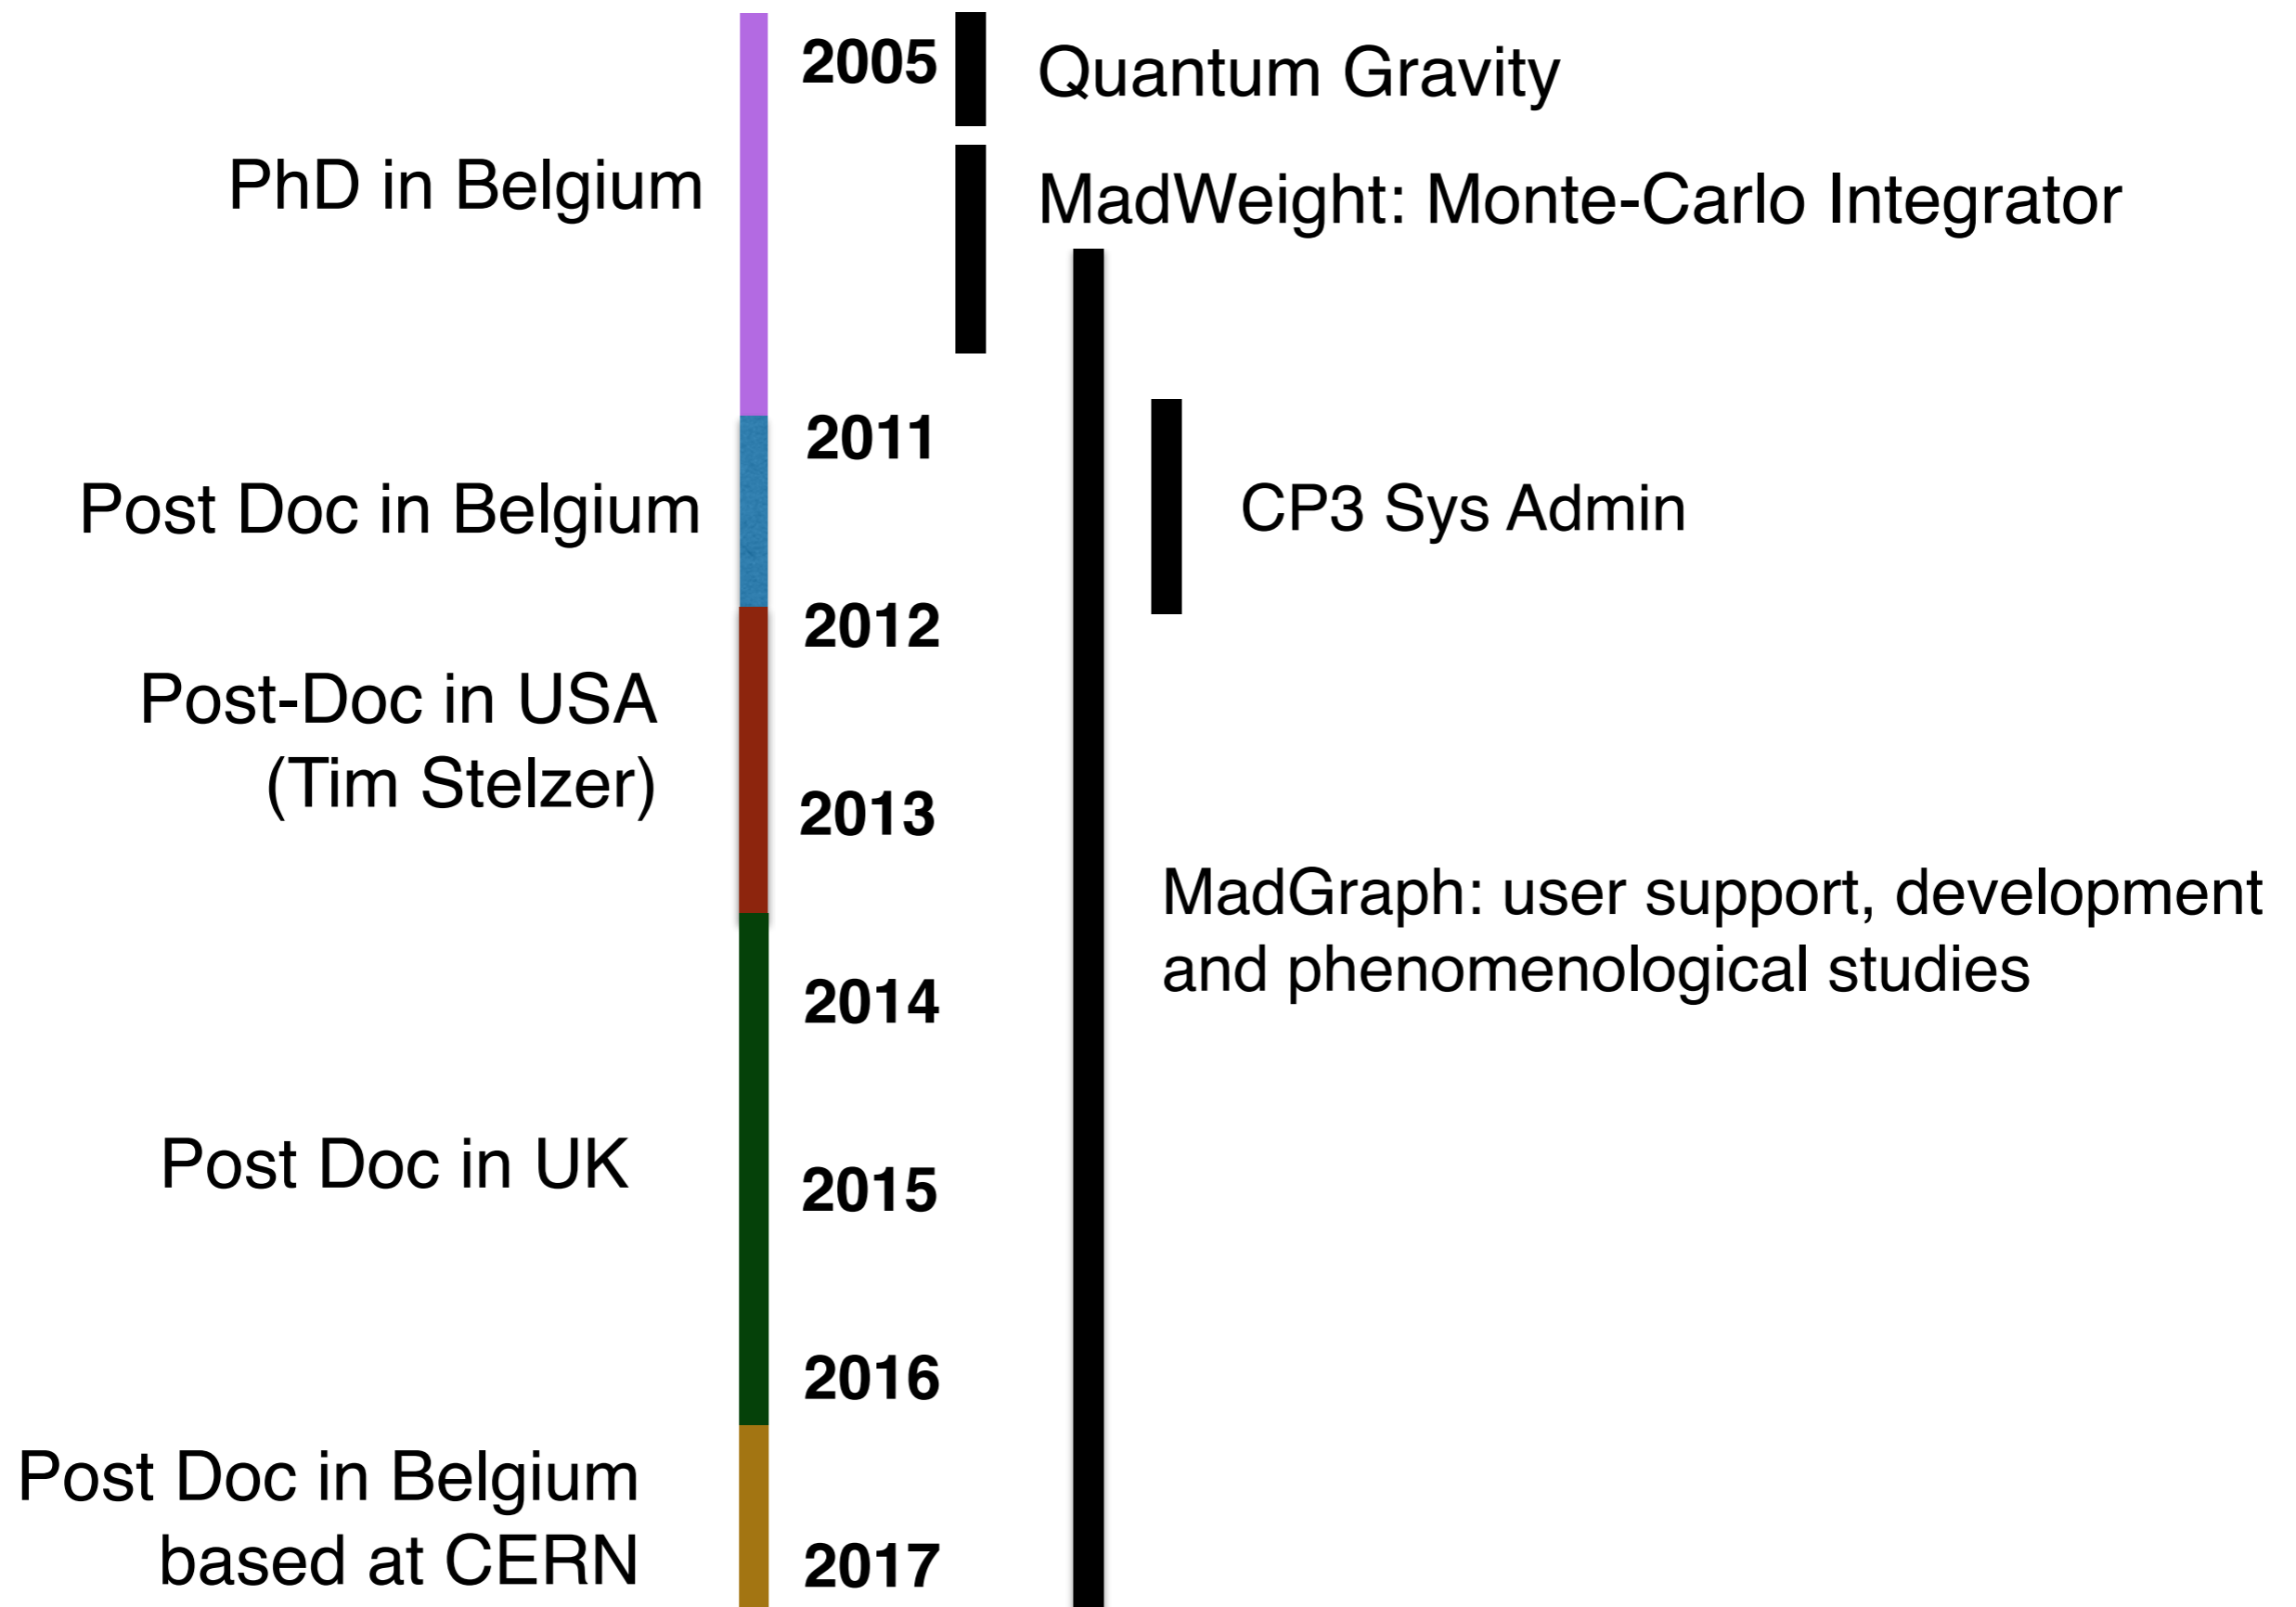 2005
Quantum Gravity
PhD in Belgium
MadWeight: Monte-Carlo Integrator
2011
Post Doc in Belgium
CP3 Sys Admin
2012
Post-Doc in USA
(Tim Stelzer)
2013
MadGraph: user support, development
and phenomenological studies
2014
Post Doc in UK
2015
2016
Post Doc in Belgium
based at CERN
2017